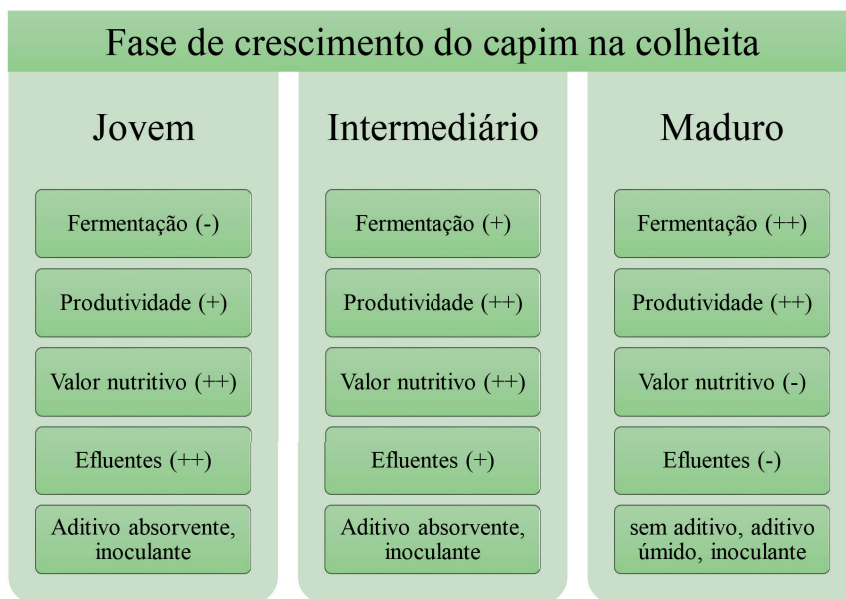 Fase de crescimento do capim na colheita
Jovem
Fermentação (-)
Produtividade (+)
Valor nutritivo (++)
Efluentes (++)
Aditivo absorvente,
inoculante
Intermediário
Fermentação (+)
Produtividade (++)
Valor nutritivo (++)
Efluentes (+)
Aditivo absorvente,
inoculante
Maduro
Fermentação (++)
Produtividade (++)
Valor nutritivo (-)
Efluentes (-)
sem aditivo, aditivo
úmido, inoculante